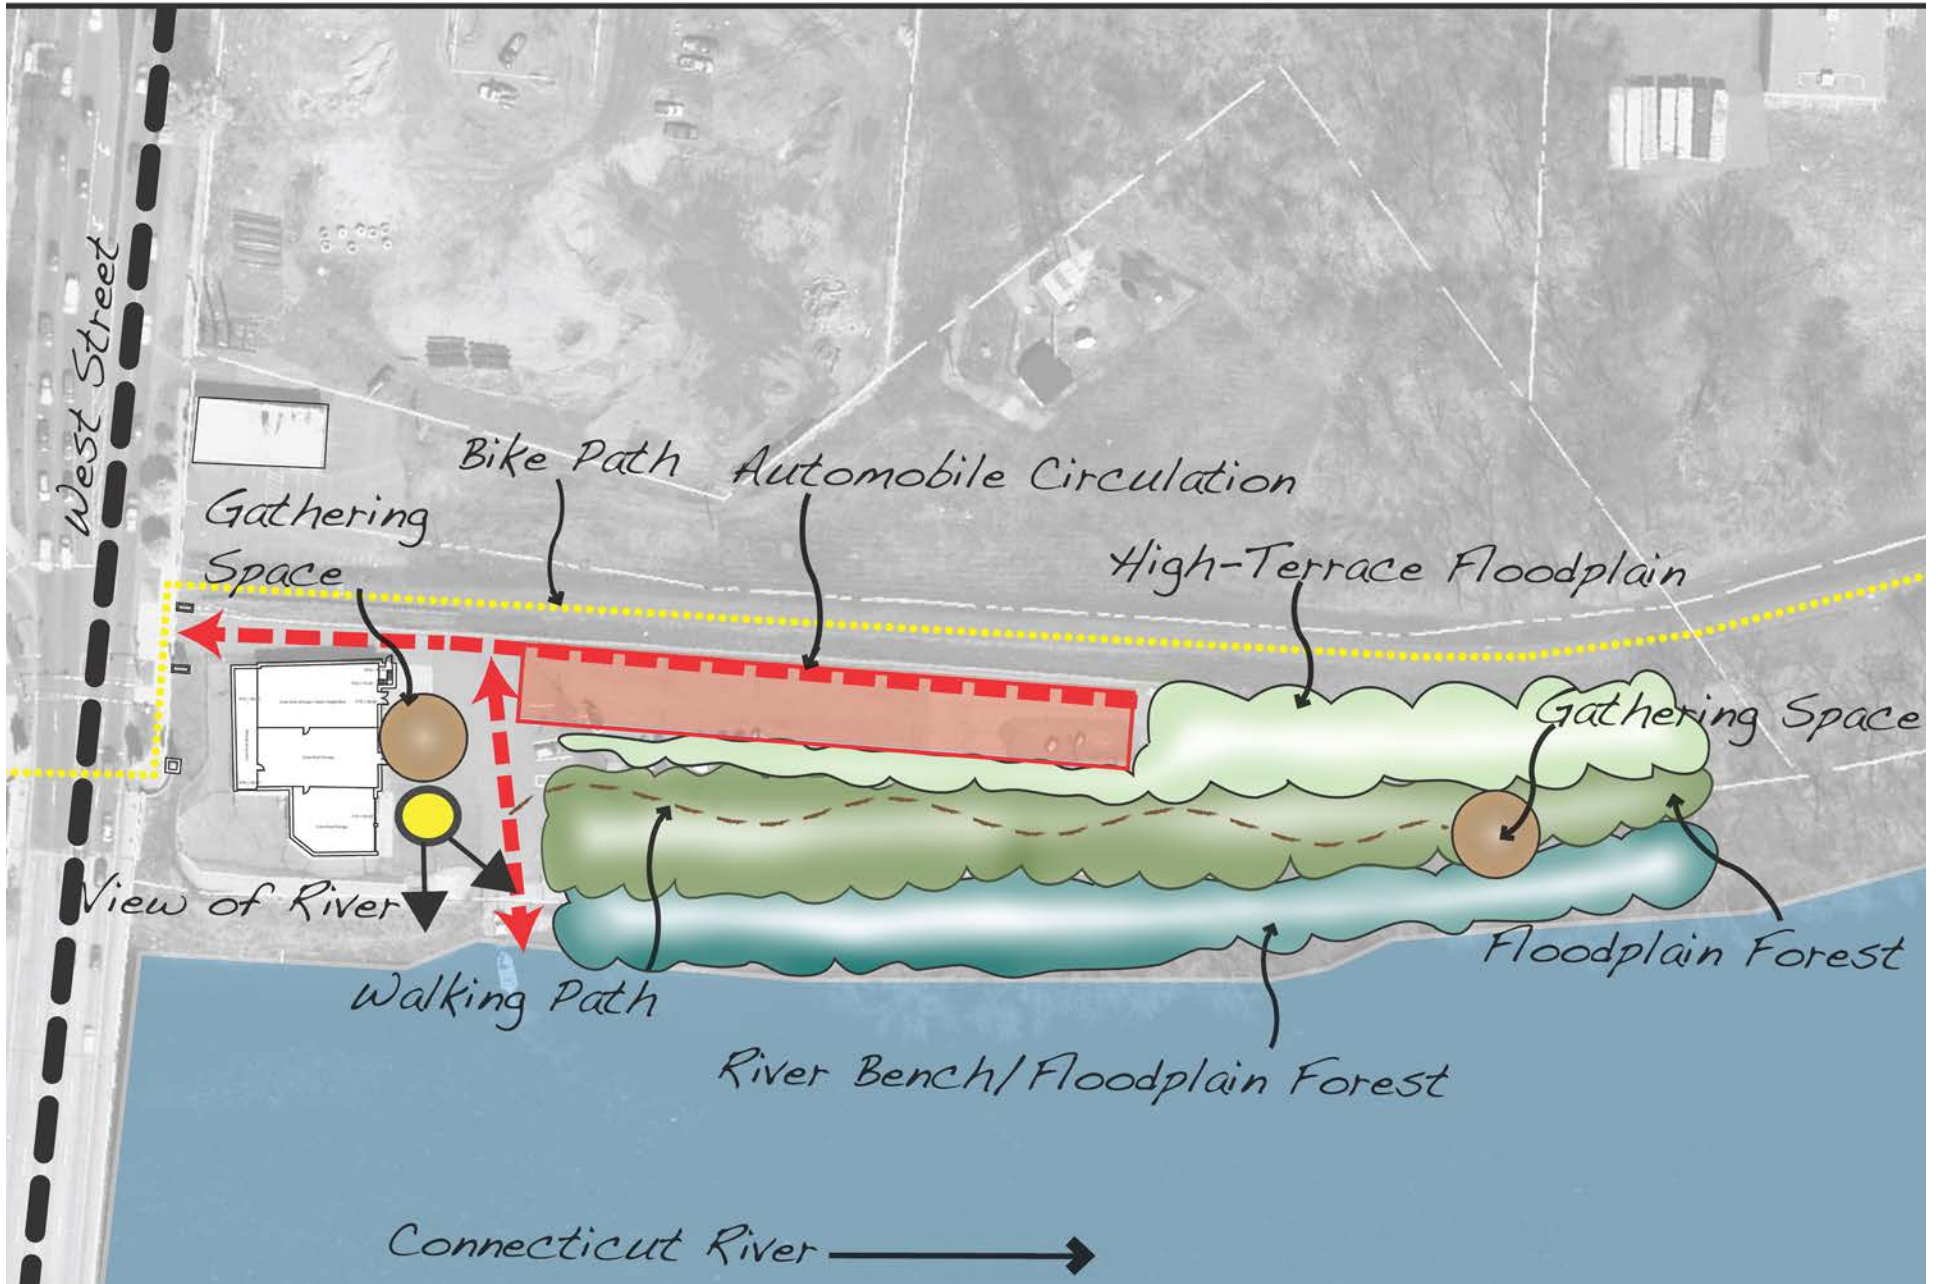 West Street
Bike Path
Automobile Circulation
Gathering
Space
High-Terrace Floodplain
Gathering Space
View of River
Floodplain Forest
Walking Path
River Bench/Floodplain Forest
Connecticut River